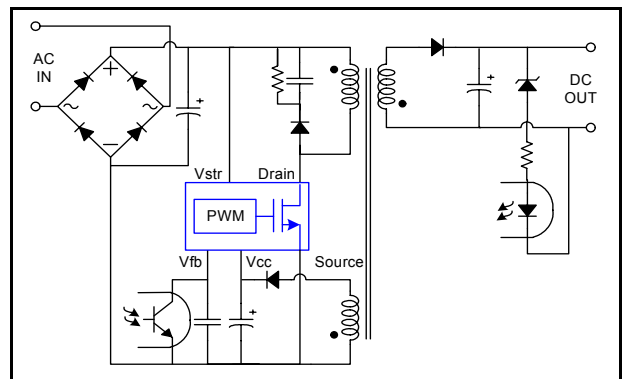 AC
IN
+
−
+
Vstr
Drain
PWM
Vfb
Vcc
Source
+
+
DC
OUT